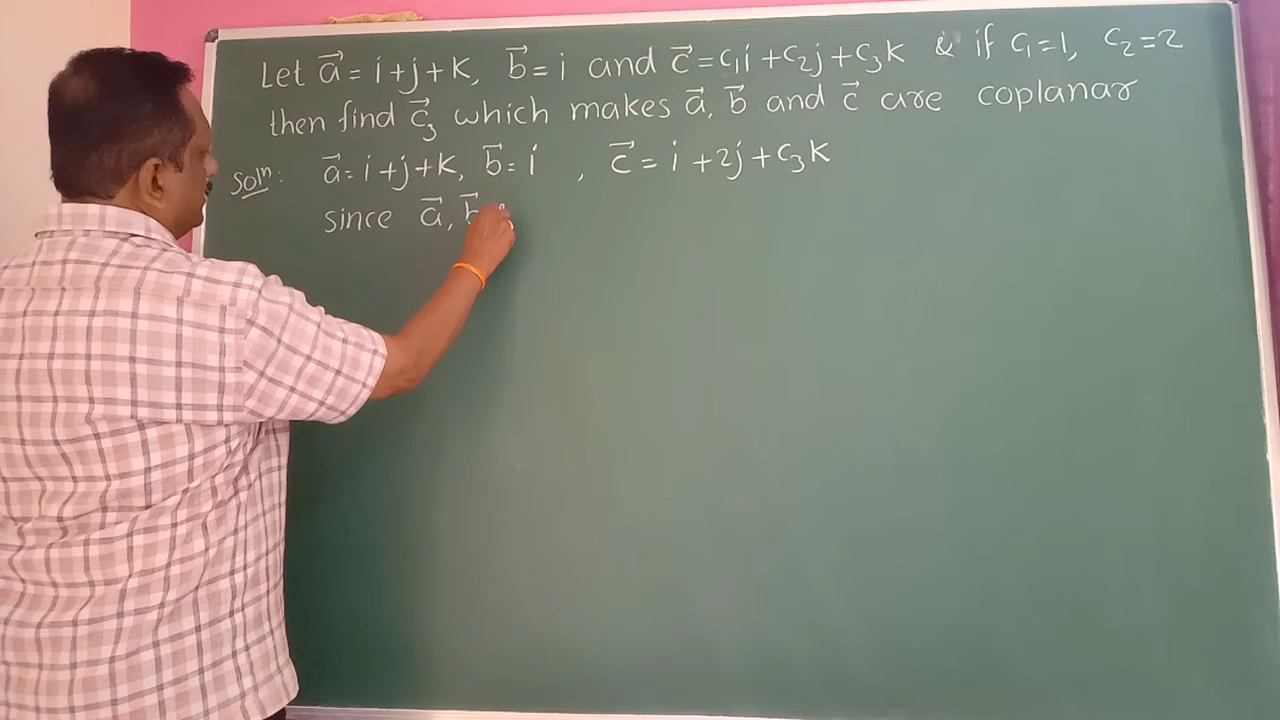 Let a⃗ = i+j+k, b⃗ = i and c⃗ = c₁i+c₂j+c₃k & if c₁=1, c₂=2
then find c⃗₃ which makes a⃗, b⃗ and c⃗ are coplanar
Soln: a⃗ = i+j+k, b⃗ = i , c⃗ = i+2j+c₃k
since a⃗, b⃗